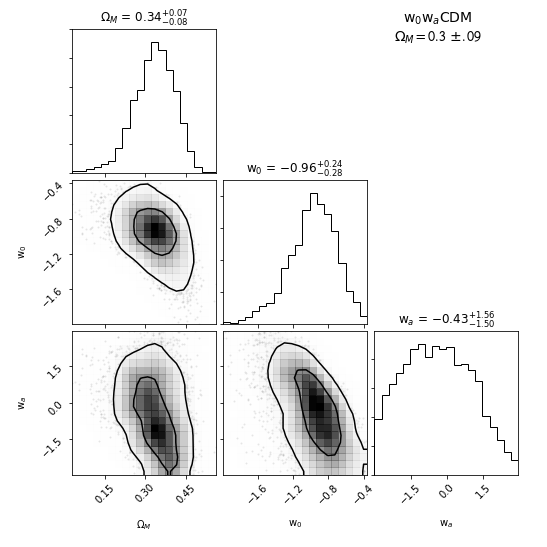 Ω_M = 0.34^{+0.07}_{−0.08}
w₀wₐCDM
Ω_M=0.3 ±.09
w₀ = −0.96^{+0.24}_{−0.28}
−0.4
−0.8
−1.2
−1.6
w₀
wₐ = −0.43^{+1.56}_{−1.50}
1.5
0.0
−1.5
wₐ
0.15
0.30
0.45
Ω_M
−1.6
−1.2
−0.8
−0.4
w₀
−1.5
0.0
1.5
wₐ